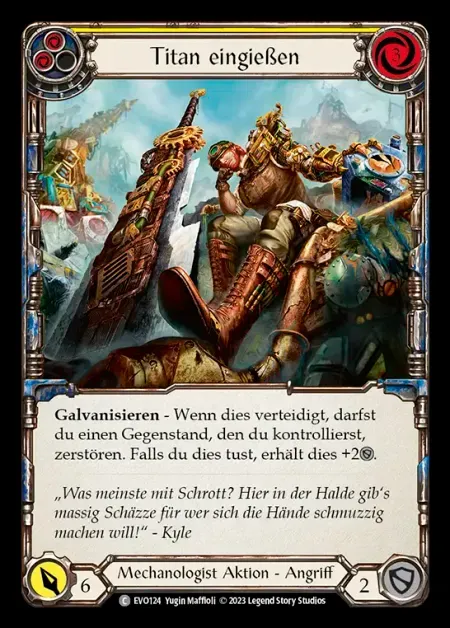 3
Titan eingießen
Galvanisieren - Wenn dies verteidigt, darfst
du einen Gegenstand, den du kontrollierst,
zerstören. Falls du dies tust, erhält dies +2.
„Was meinste mit Schrott? Hier in der Halde gib‘s
massig Schäzze für wer sich die Hände schmuzzig
machen will!“ - Kyle
6
Mechanologist Aktion - Angriff
2
C EVO124 Yugin Maffioli © 2023 Legend Story Studios